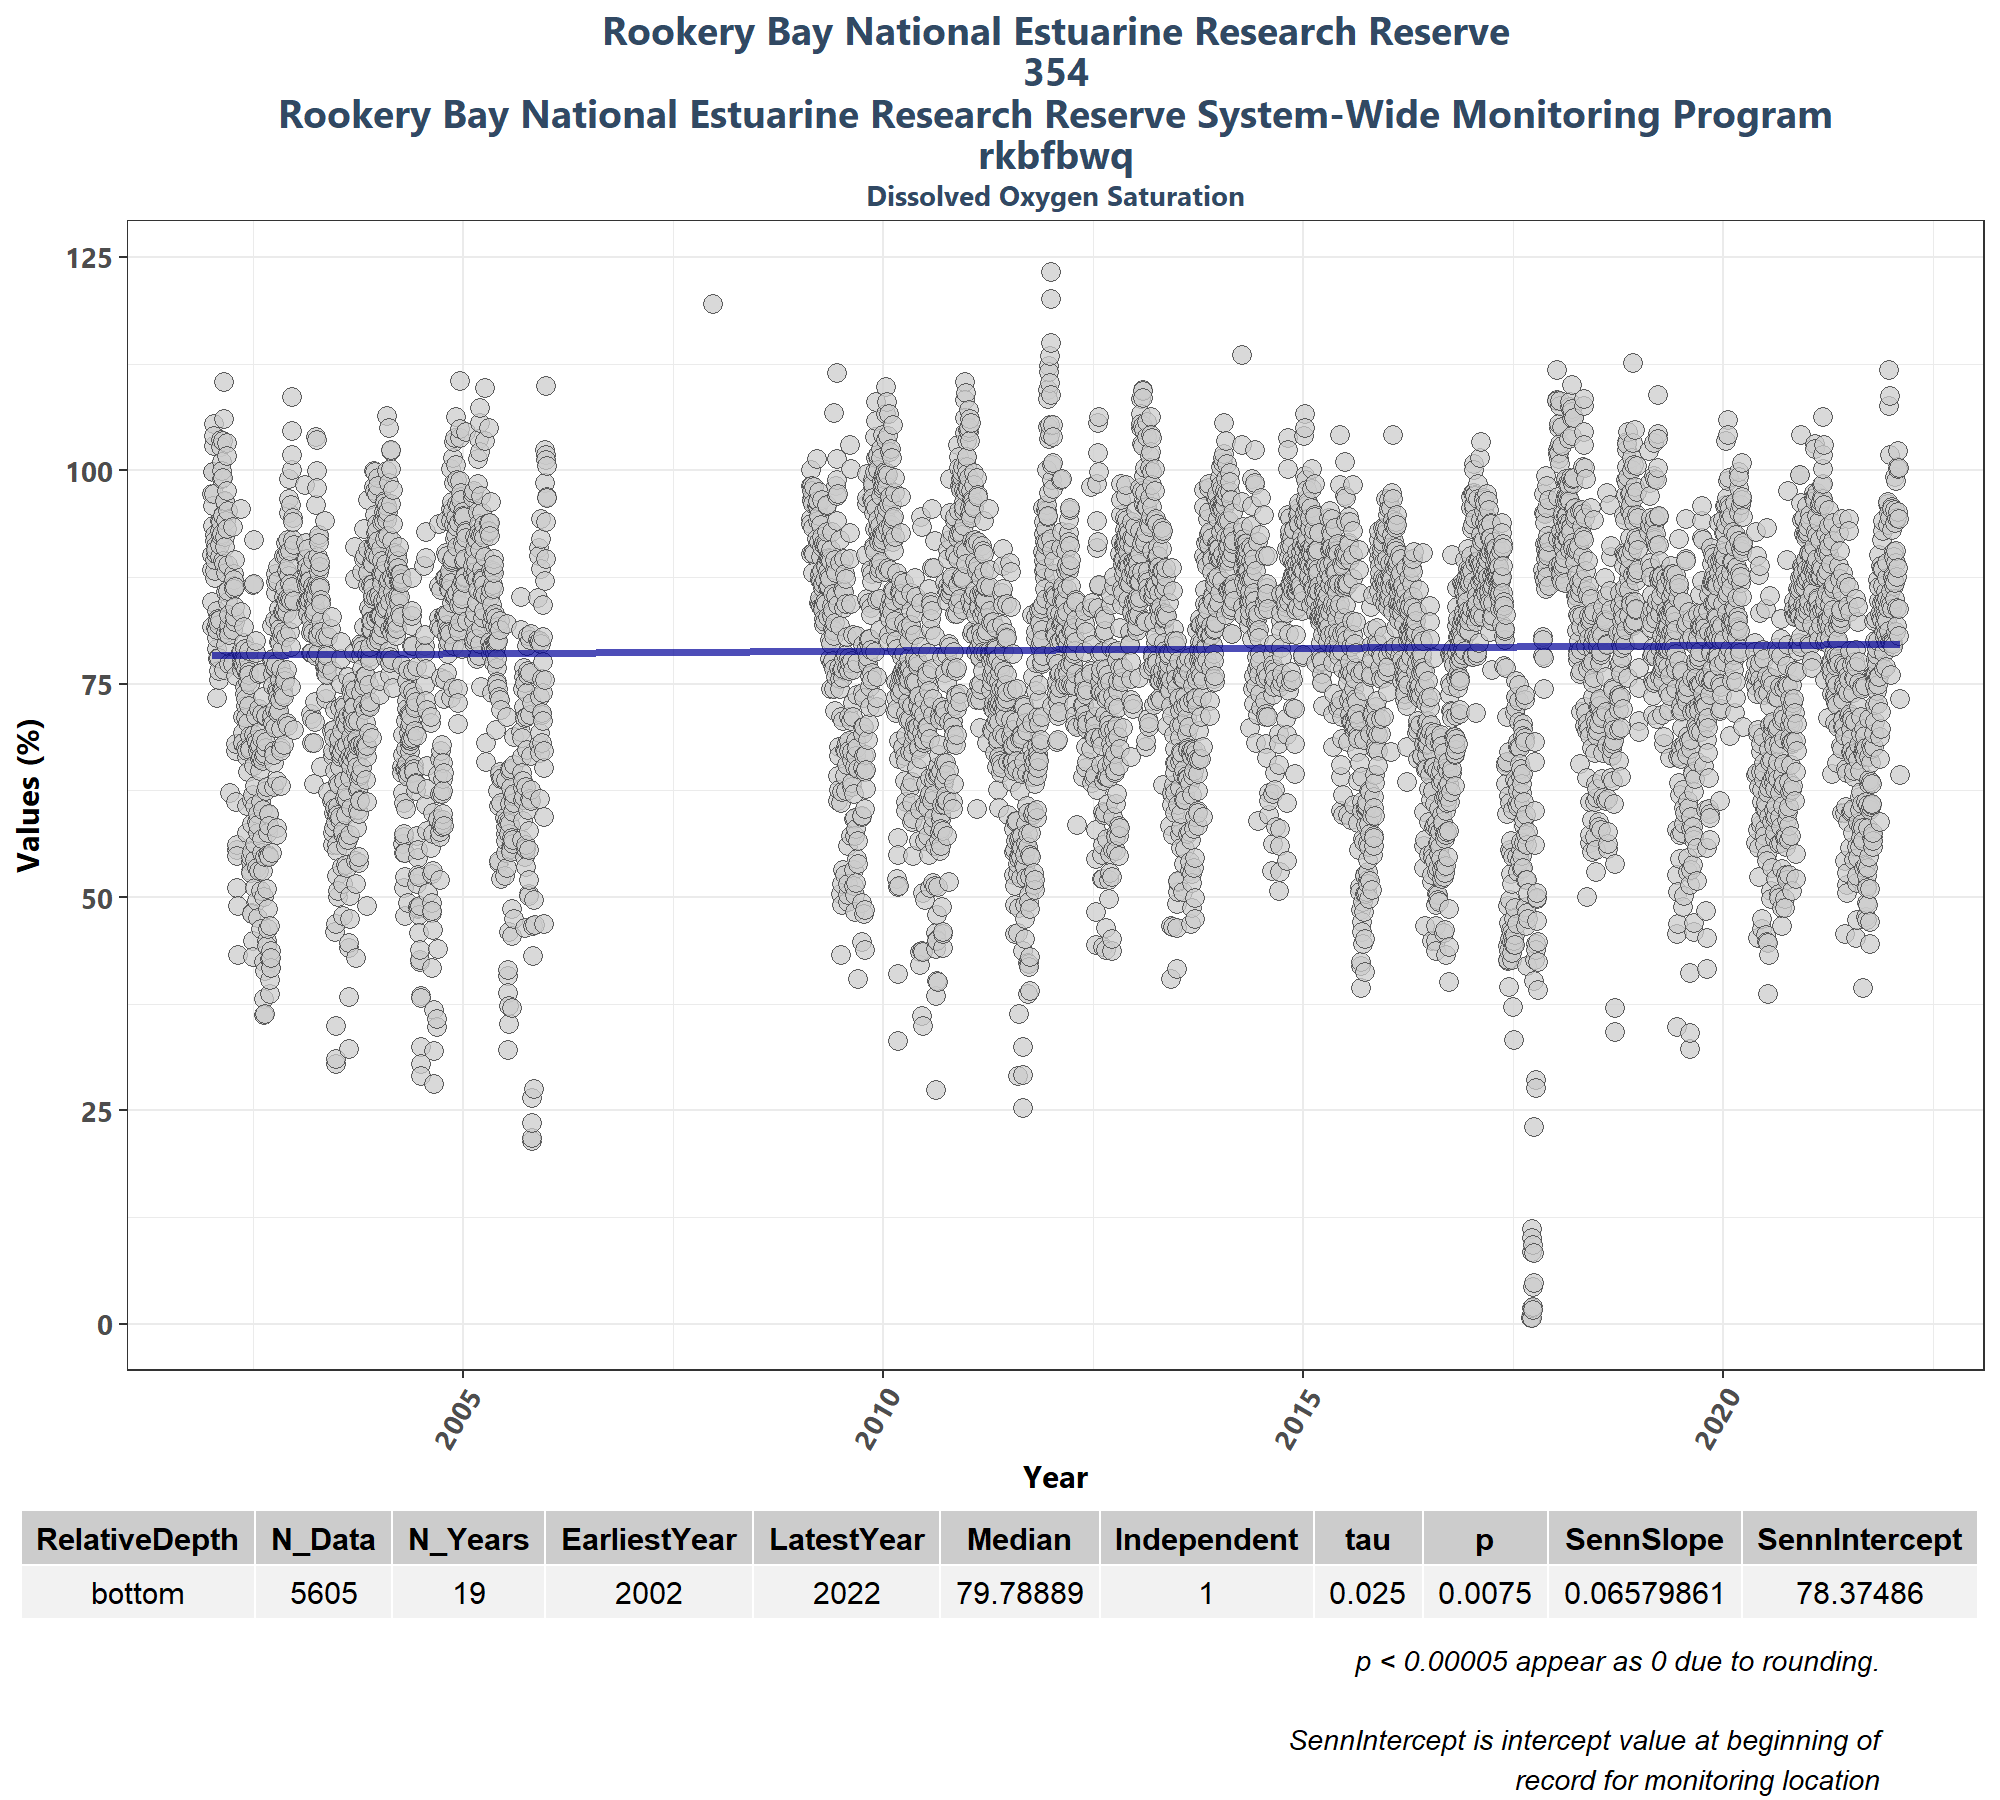 Rookery Bay National Estuarine Research Reserve
354
Rookery Bay National Estuarine Research Reserve System-Wide Monitoring Program
rkbfbwq
Dissolved Oxygen Saturation
125
100
75
50
25
0
Values (%)
2005 2010 2015 2020
Year
RelativeDepth N_Data N_Years EarliestYear LatestYear Median Independent tau p SennSlope SennIntercept
bottom 5605 19 2002 2022 79.78889 1 0.025 0.0075 0.06579861 78.37486
p < 0.00005 appear as 0 due to rounding.
SennIntercept is intercept value at beginning of
record for monitoring location